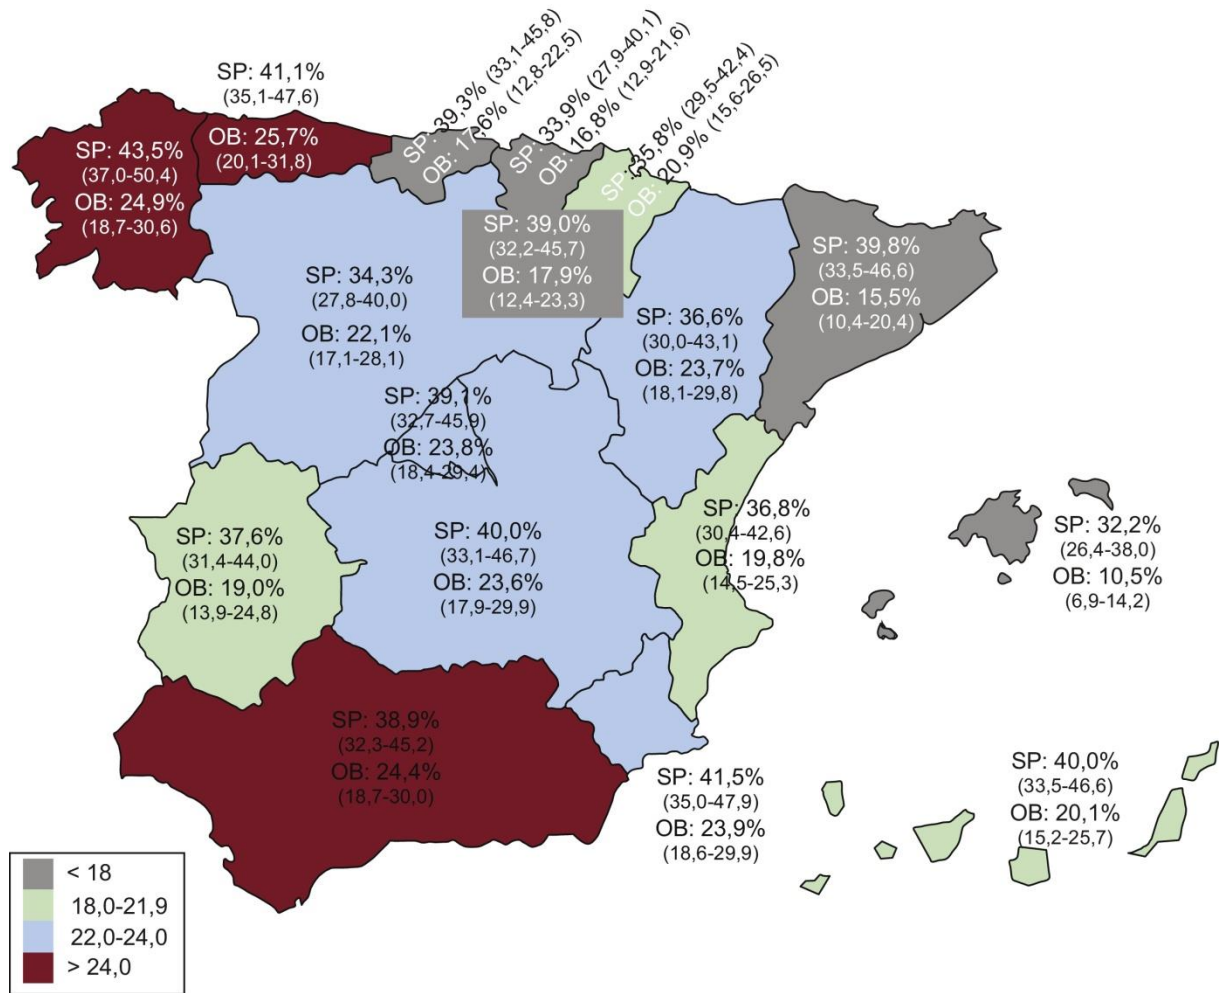 SP: 41,1%
(35,1-47,6)
OB: 25,7%
(20,1-31,8)
SP: 43,5%
(37,0-50,4)
OB: 24,9%
(18,7-30,6)
SP: 39,3% (33,1-45,8)
OB: 17,6% (12,8-22,5)
SP: 33,9% (27,9-40,1)
OB: 16,8% (12,9-21,6)
SP: 35,8% (29,5-42,4)
OB: 20,9% (15,6-26,5)
SP: 39,0%
(32,2-45,7)
OB: 17,9%
(12,4-23,3)
SP: 39,8%
(33,5-46,6)
OB: 15,5%
(10,4-20,4)
SP: 34,3%
(27,8-40,0)
OB: 22,1%
(17,1-28,1)
SP: 36,6%
(30,0-43,1)
OB: 23,7%
(18,1-29,8)
SP: 39,1%
(32,7-45,9)
OB: 23,8%
(18,4-29,4)
SP: 37,6%
(31,4-44,0)
OB: 19,0%
(13,9-24,8)
SP: 40,0%
(33,1-46,7)
OB: 23,6%
(17,9-29,9)
SP: 36,8%
(30,4-42,6)
OB: 19,8%
(14,5-25,3)
SP: 32,2%
(26,4-38,0)
OB: 10,5%
(6,9-14,2)
SP: 38,9%
(32,3-45,2)
OB: 24,4%
(18,7-30,0)
SP: 41,5%
(35,0-47,9)
OB: 23,9%
(18,6-29,9)
SP: 40,0%
(33,5-46,6)
OB: 20,1%
(15,2-25,7)
< 18
18,0-21,9
22,0-24,0
> 24,0